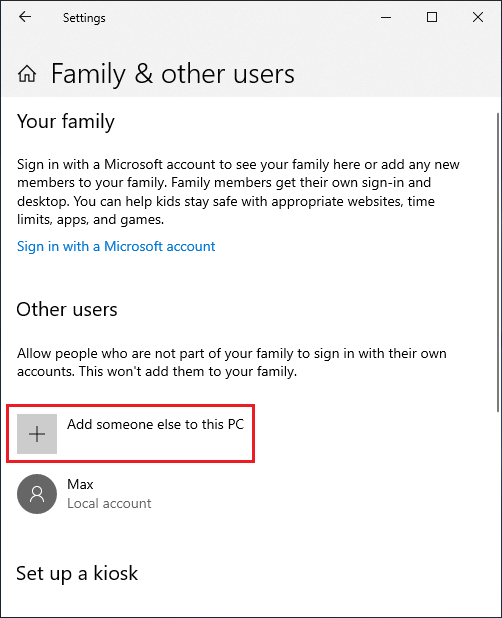 Settings
Family & other users
Your family
Sign in with a Microsoft account to see your family here or add any new
members to your family. Family members get their own sign-in and
desktop. You can help kids stay safe with appropriate websites, time
limits, apps, and games.
Sign in with a Microsoft account
Other users
Allow people who are not part of your family to sign in with their own
accounts. This won't add them to your family.
Add someone else to this PC
Max
Local account
Set up a kiosk